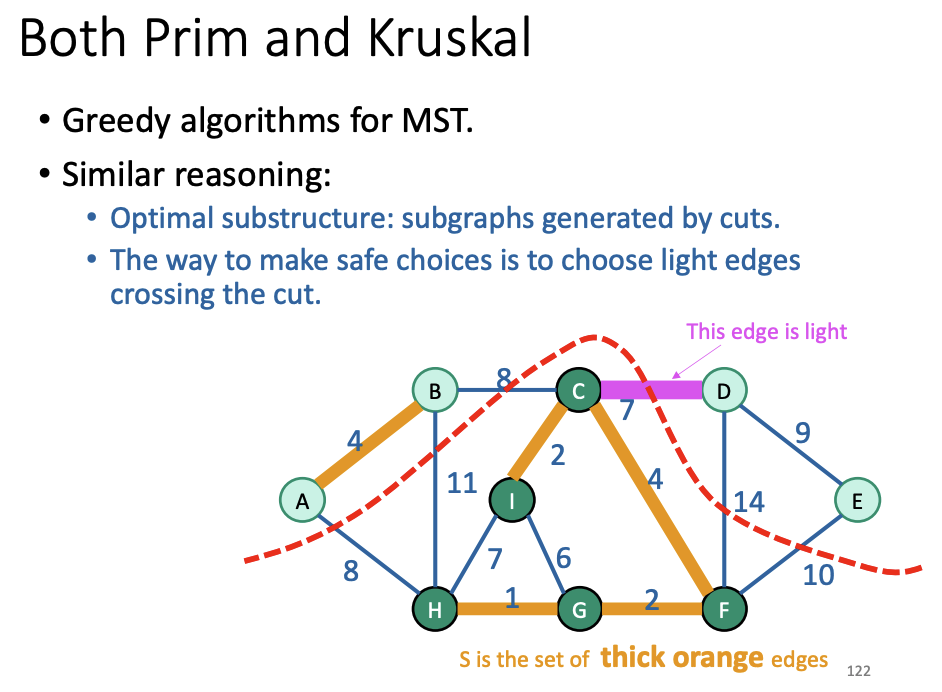 Both Prim and Kruskal
• Greedy algorithms for MST.
• Similar reasoning:
• Optimal substructure: subgraphs generated by cuts.
• The way to make safe choices is to choose light edges
crossing the cut.
This edge is light
8
B
C
D
7
4
9
2
11
4
A
I
14
E
8
7
6
10
1
2
H
G
F
S is the set of thick orange edges
122